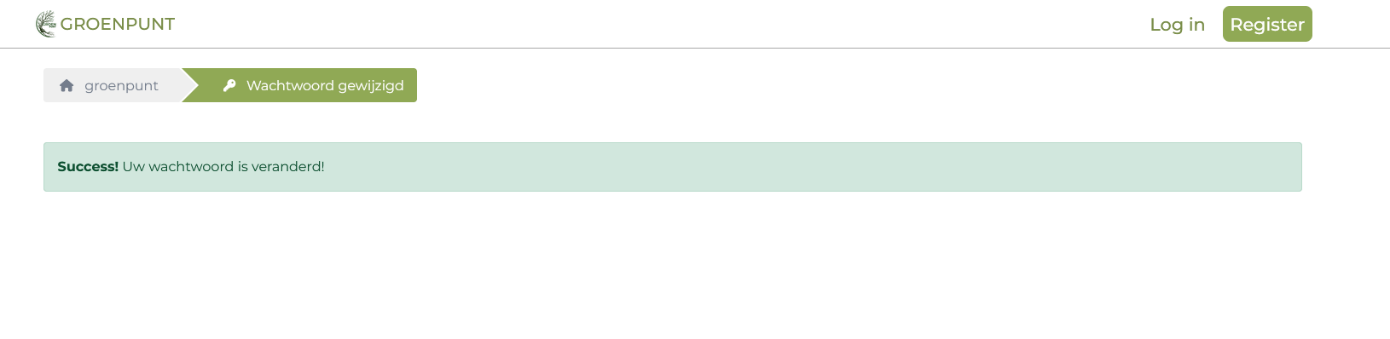 GROENPUNT
Log in
Register
groenpunt
Wachtwoord gewijzigd
Success! Uw wachtwoord is veranderd!